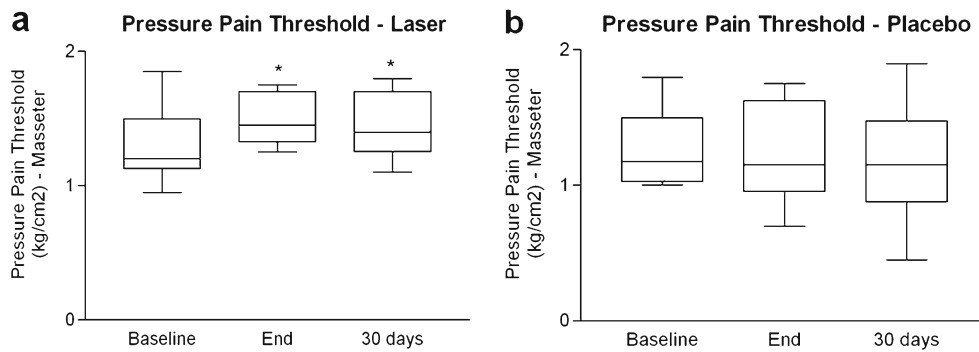 a
Pressure Pain Threshold - Laser
Pressure Pain Threshold
(kg/cm2) - Masseter
2
1
0
*
*
Baseline
End
30 days
b
Pressure Pain Threshold - Placebo
Pressure Pain Threshold
(kg/cm2) - Masseter
2
1
0
Baseline
End
30 days